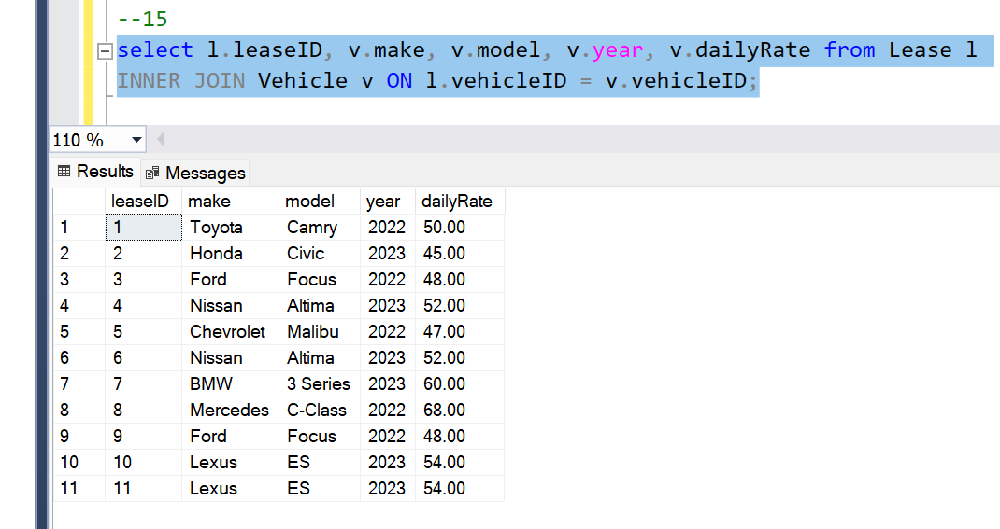 --15
select l.leaseID, v.make, v.model, v.year, v.dailyRate from Lease l
INNER JOIN Vehicle v ON l.vehicleID = v.vehicleID;
110 %
Results Messages
leaseID make model year dailyRate
1 1 Toyota Camry 2022 50.00
2 2 Honda Civic 2023 45.00
3 3 Ford Focus 2022 48.00
4 4 Nissan Altima 2023 52.00
5 5 Chevrolet Malibu 2022 47.00
6 6 Nissan Altima 2023 52.00
7 7 BMW 3 Series 2023 60.00
8 8 Mercedes C-Class 2022 68.00
9 9 Ford Focus 2022 48.00
10 10 Lexus ES 2023 54.00
11 11 Lexus ES 2023 54.00